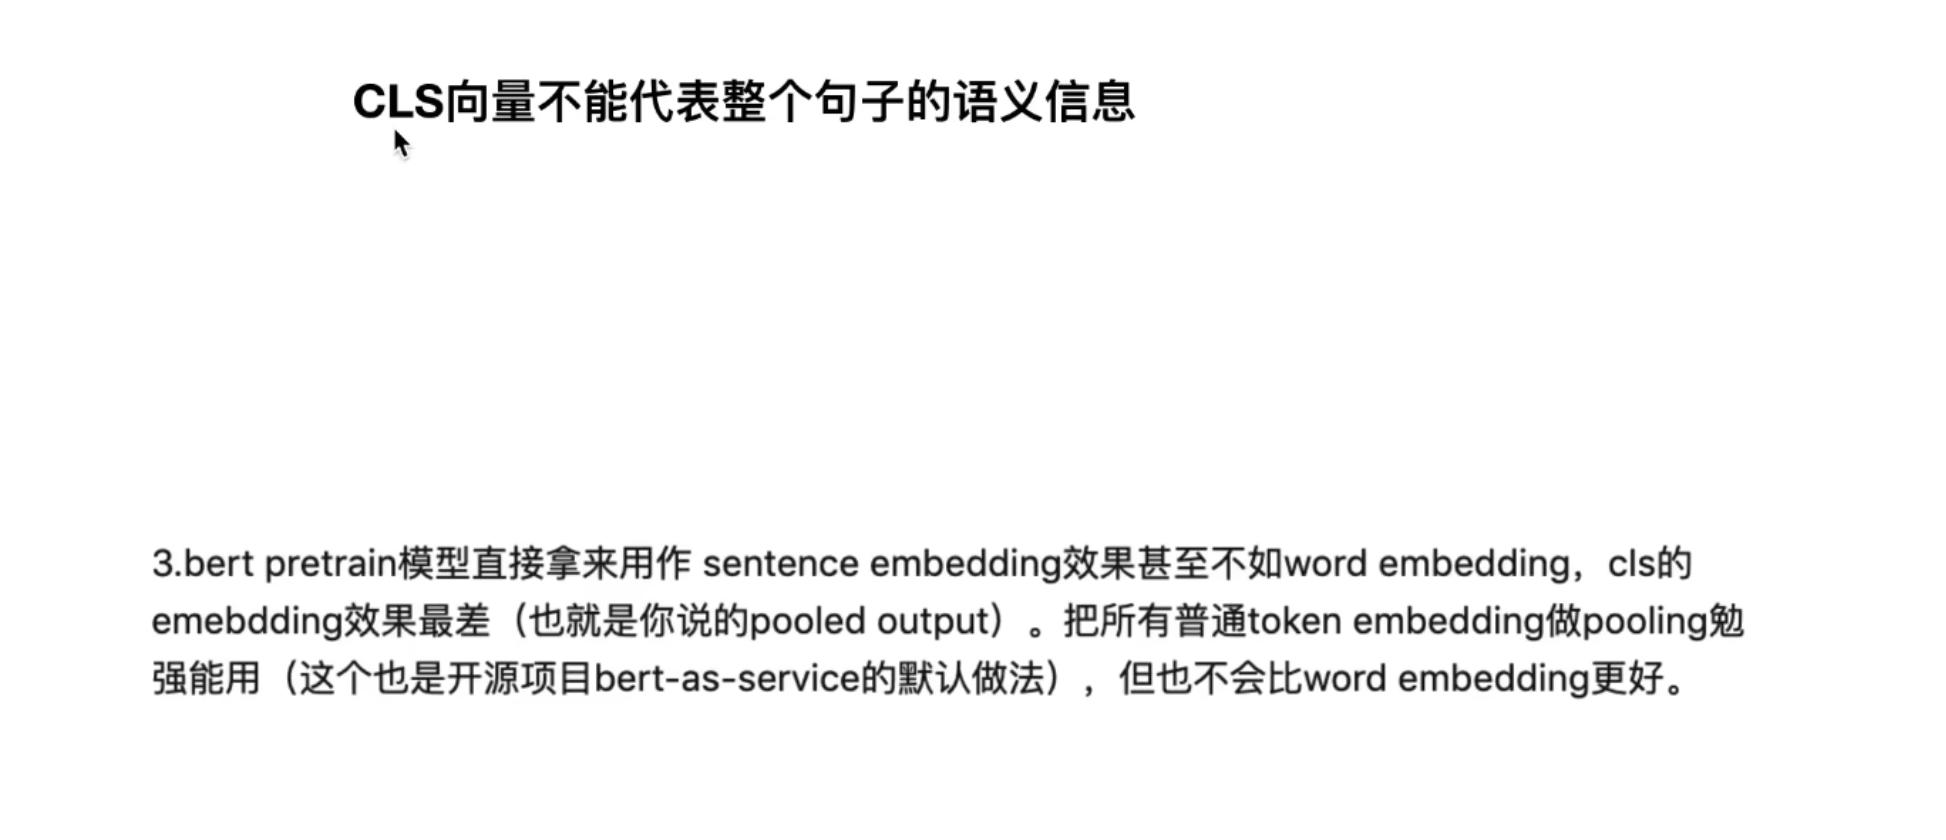 CLS向量不能代表整个句子的语义信息
3.bert pretrain模型直接拿来用作 sentence embedding效果甚至不如word embedding，cls的
emebdding效果最差（也就是你说的pooled output）。把所有普通token embedding做pooling勉
强能用（这个也是开源项目bert-as-service的默认做法），但也不会比word embedding更好。